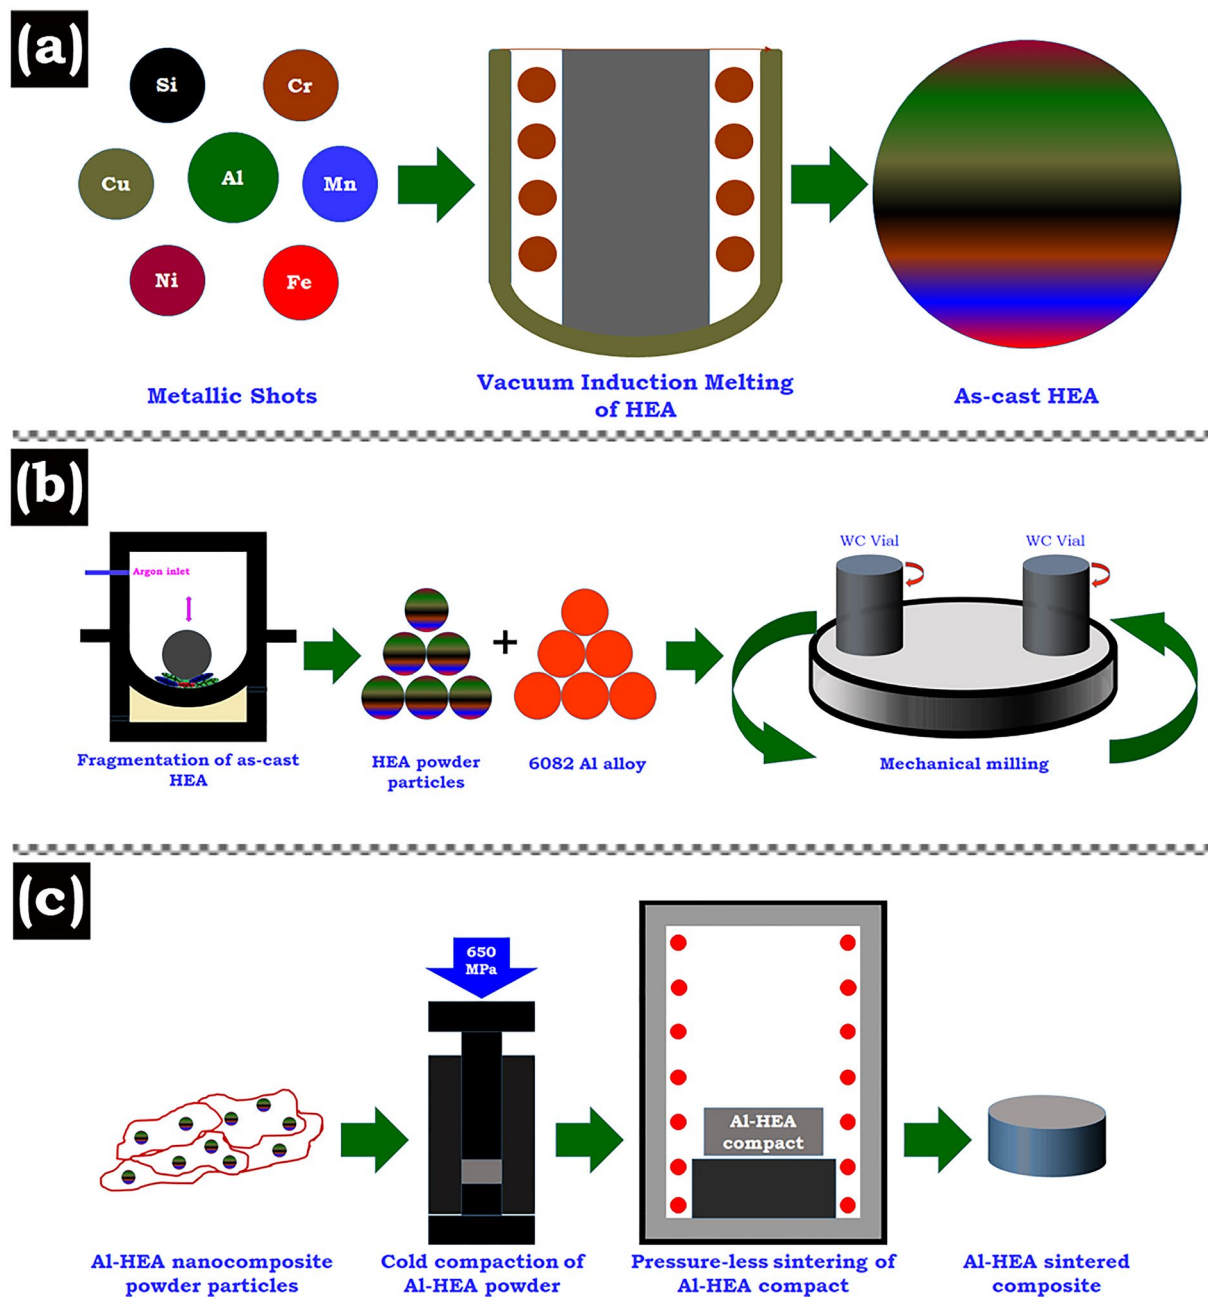 (a)
Si
Cr
Cu
Al
Mn
Ni
Fe
Metallic Shots
Vacuum Induction Melting
of HEA
As-cast HEA
(b)
Argon inlet
Fragmentation of as-cast
HEA
HEA powder
particles
+
6082 Al alloy
WC Vial
WC Vial
Mechanical milling
(c)
650
MPa
Al-HEA
compact
Al-HEA nanocomposite
powder particles
Cold compaction of
Al-HEA powder
Pressure-less sintering of
Al-HEA compact
Al-HEA sintered
composite